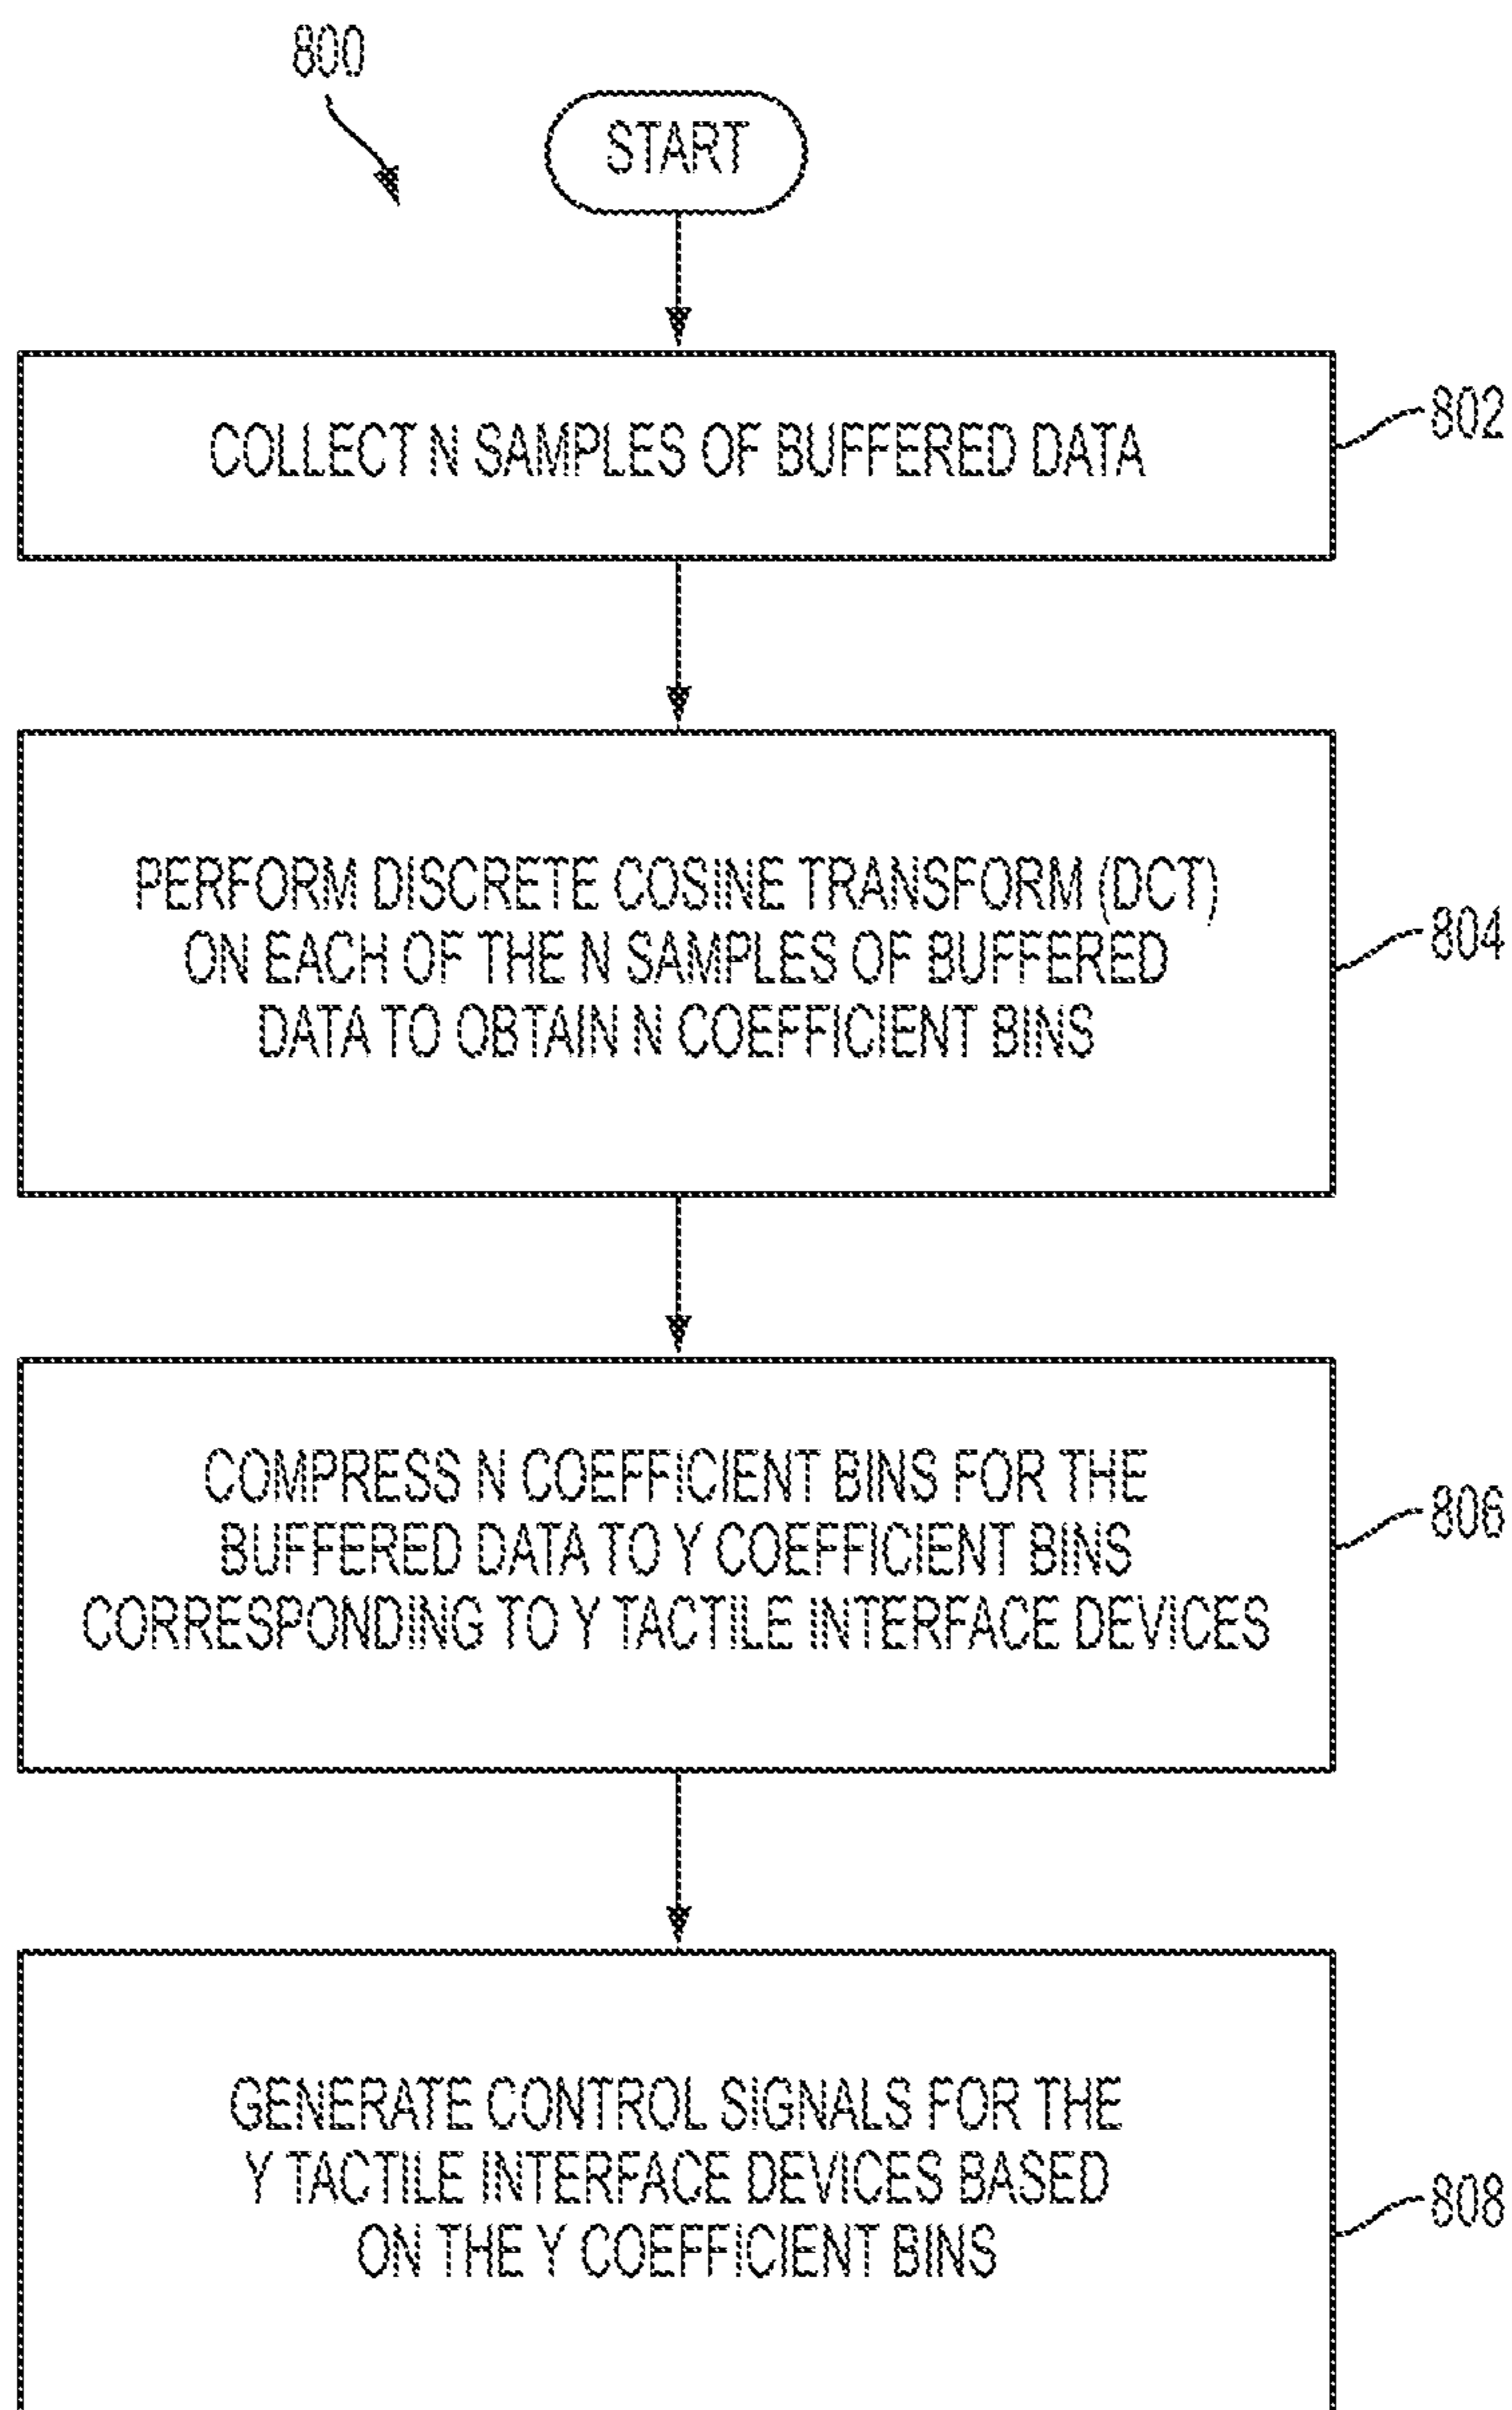 800
START
COLLECT N SAMPLES OF BUFFERED DATA
802
PERFORM DISCRETE COSINE TRANSFORM (DCT)
ON EACH OF THE N SAMPLES OF BUFFERED
DATA TO OBTAIN N COEFFICIENT BINS
804
COMPRESS N COEFFICIENT BINS FOR THE
BUFFERED DATA TO Y COEFFICIENT BINS
CORRESPONDING TO Y TACTILE INTERFACE DEVICES
806
GENERATE CONTROL SIGNALS FOR THE
Y TACTILE INTERFACE DEVICES BASED
ON THE Y COEFFICIENT BINS
808